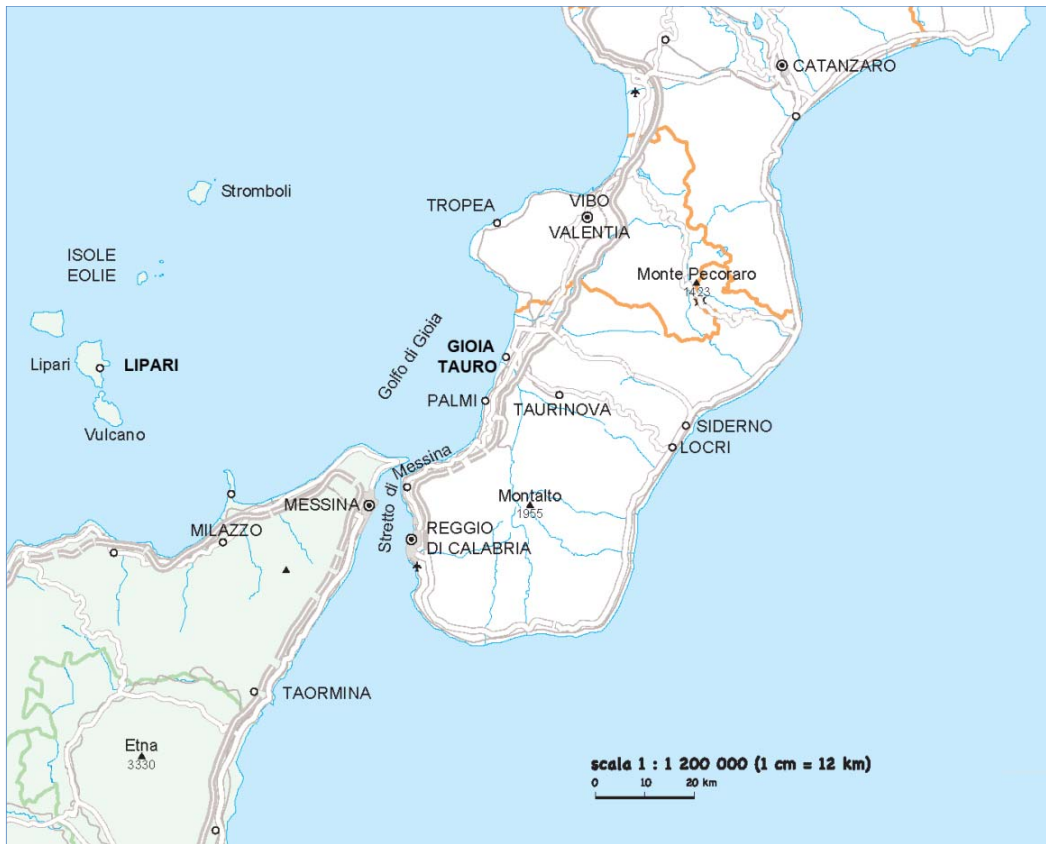 CATANZARO
Stromboli
TROPEA
VIBO
VALENTIA
ISOLE
EOLIE
Monte Pecoraro
1423
Golfo di Gioia
GIOIA
TAURO
Lipari
LIPARI
PALMI
TAURINOVA
Vulcano
SIDERNO
LOCRI
Stretto di Messina
MESSINA
Montalto
1955
MILAZZO
REGGIO
DI CALABRIA
TAORMINA
Etna
3330
scala 1 : 1 200 000 (1 cm = 12 km)
0 10 20 km